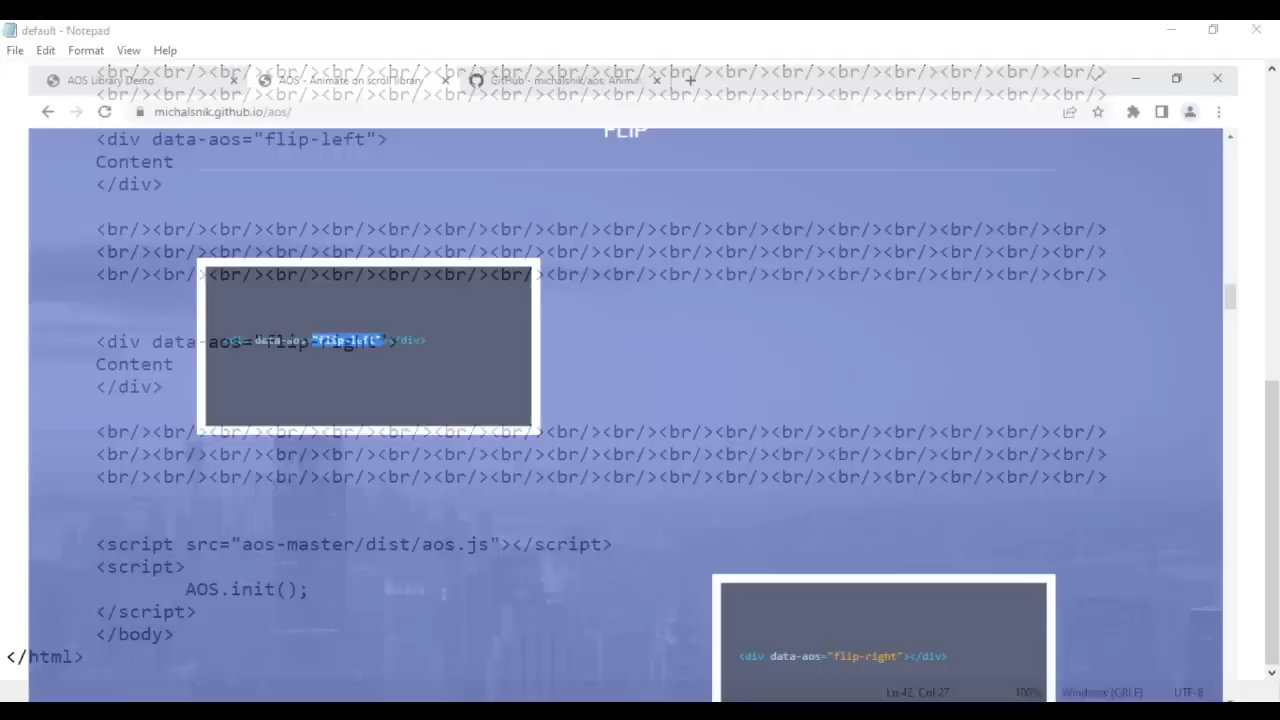 default - Notepad
File Edit Format View Help
<br/><br/><br/><br/><br/><br/><br/><br/><br/><br/><br/><br/><br/><br/><br/><br/><br/><br/>
AOS Library Demo AOS - Animate on scroll library GitHub - michalsnik/aos: Anima
<br/><br/><br/><br/><br/><br/><br/><br/><br/><br/><br/><br/><br/><br/><br/><br/><br/><br/>
michalsnik.github.io/aos/
FLIP
<div data-aos="flip-left">
Content
</div>
<br/><br/><br/><br/><br/><br/><br/><br/><br/><br/><br/><br/><br/><br/><br/><br/><br/><br/>
<br/><br/><br/><br/><br/><br/><br/><br/><br/><br/><br/><br/><br/><br/><br/><br/><br/><br/>
<br/><br/><br/><br/><br/><br/><br/><br/><br/><br/><br/><br/><br/><br/><br/><br/><br/><br/>
<div data-aos="flip-right">
<div data-aos="flip-left"></div>
Content
</div>
<br/><br/><br/><br/><br/><br/><br/><br/><br/><br/><br/><br/><br/><br/><br/><br/><br/><br/>
<br/><br/><br/><br/><br/><br/><br/><br/><br/><br/><br/><br/><br/><br/><br/><br/><br/><br/>
<br/><br/><br/><br/><br/><br/><br/><br/><br/><br/><br/><br/><br/><br/><br/><br/><br/><br/>
<script src="aos-master/dist/aos.js"></script>
<script>
AOS.init();
</script>
</body>
</html>
<div data-aos="flip-right"></div>
Ln 42, Col 27 100% Windows (CRLF) UTF-8